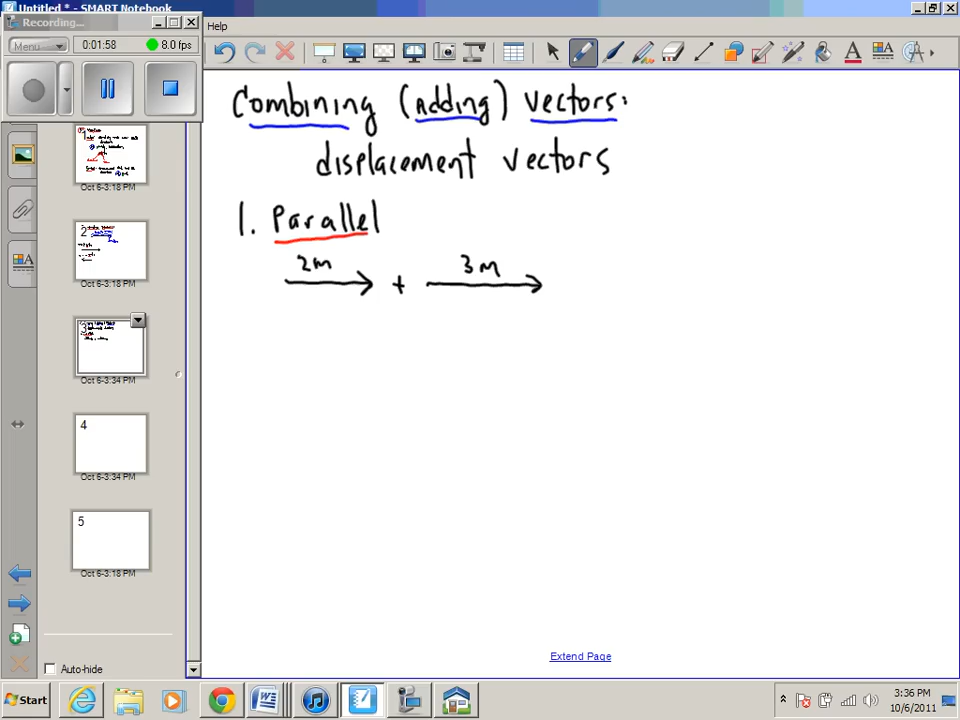 Untitled * - SMART Notebook
Recording...
Menu
0:01:58
8.0 fps
Help
Combining (Adding) vectors:
displacement vectors
1. Parallel
2m + 3m
Oct 6-3:18 PM
2
Oct 6-3:18 PM
Oct 6-3:34 PM
4
Oct 6-3:34 PM
5
Oct 6-3:18 PM
Extend Page
Auto-hide
Start
3:36 PM
10/6/2011